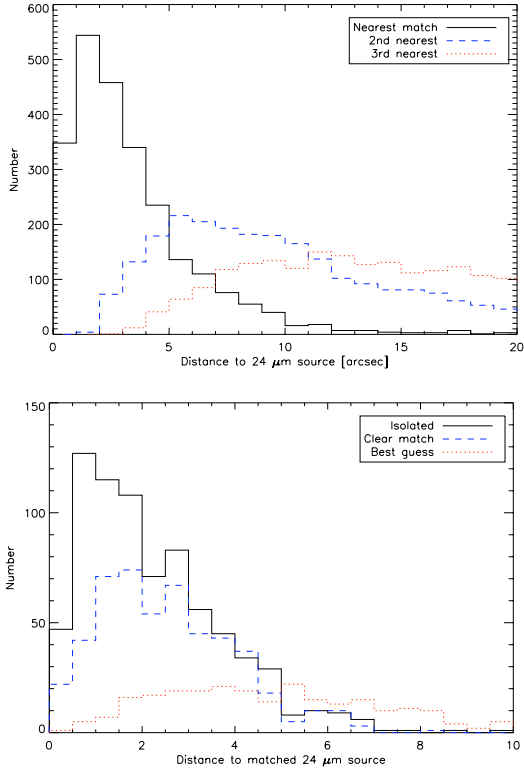 600
500
400
300
200
100
0
Number
Nearest match
2nd nearest
3rd nearest
0 5 10 15 20
Distance to 24 μm source [arcsec]
150
100
50
0
Number
Isolated
Clear match
Best guess
0 2 4 6 8 10
Distance to matched 24 μm source